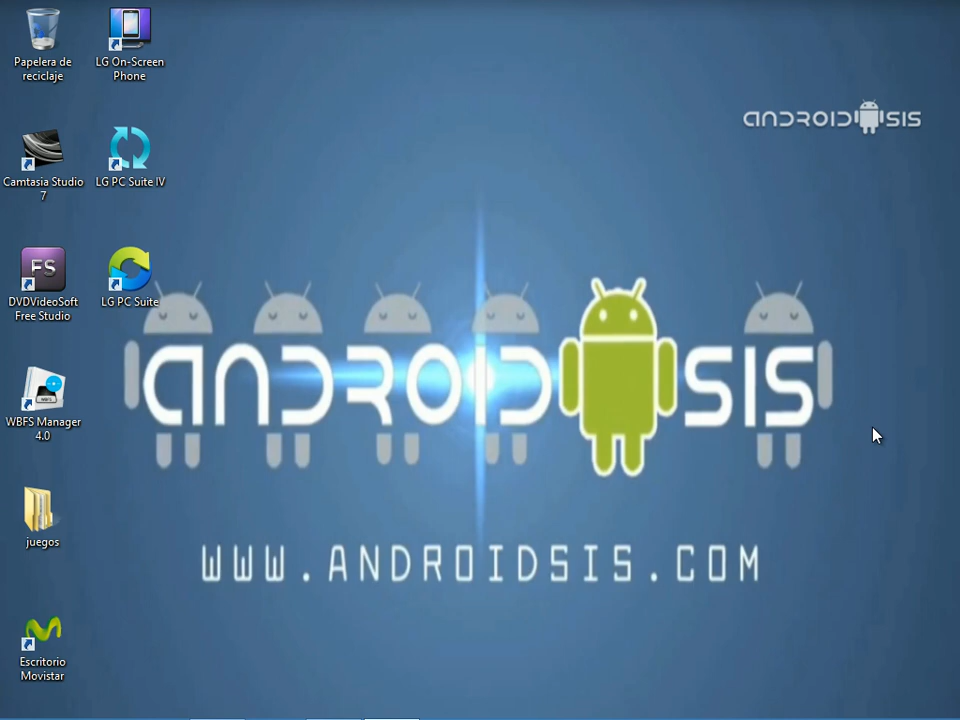 Papelera de
reciclaje
LG On-Screen
Phone
ANDROIDSIS
Camtasia Studio
7
LG PC Suite IV
FS
DVDVideoSoft
Free Studio
LG PC Suite
ANDROIDSIS
WBFS Manager
4.0
juegos
WWW.ANDROIDSIS.COM
Escritorio
Movistar